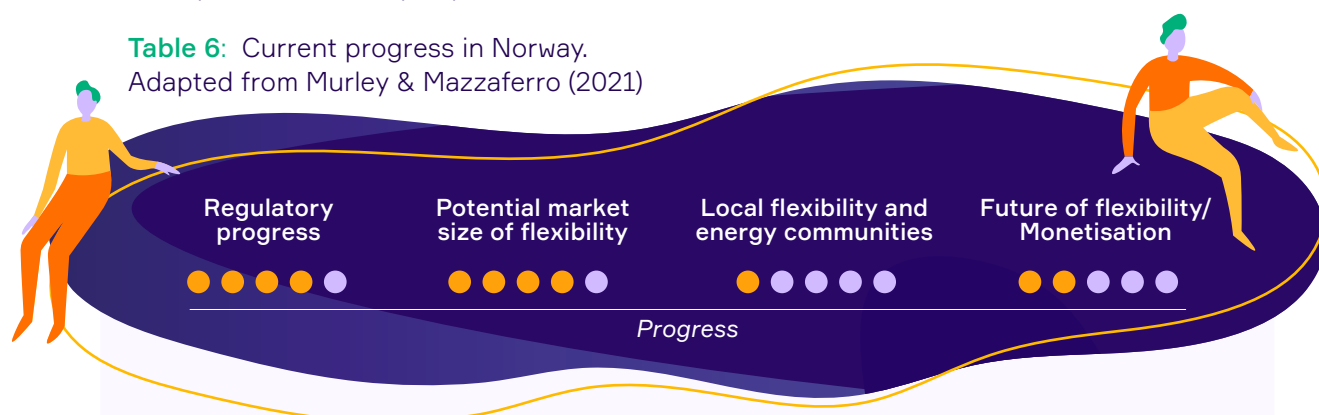 Table 6: Current progress in Norway.
Adapted from Murley & Mazzaferro (2021)
Regulatory
progress
Potential market
size of flexibility
Local flexibility and
energy communities
Future of flexibility/
Monetisation
Progress